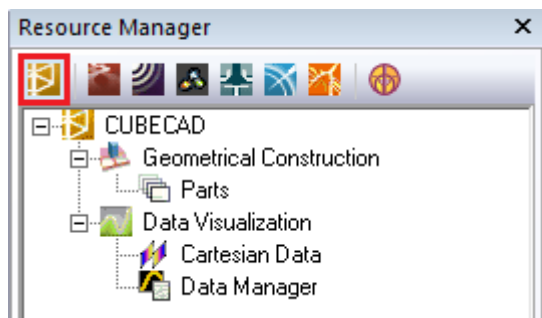 Resource Manager
CUBECAD
Geometrical Construction
Parts
Data Visualization
Cartesian Data
Data Manager